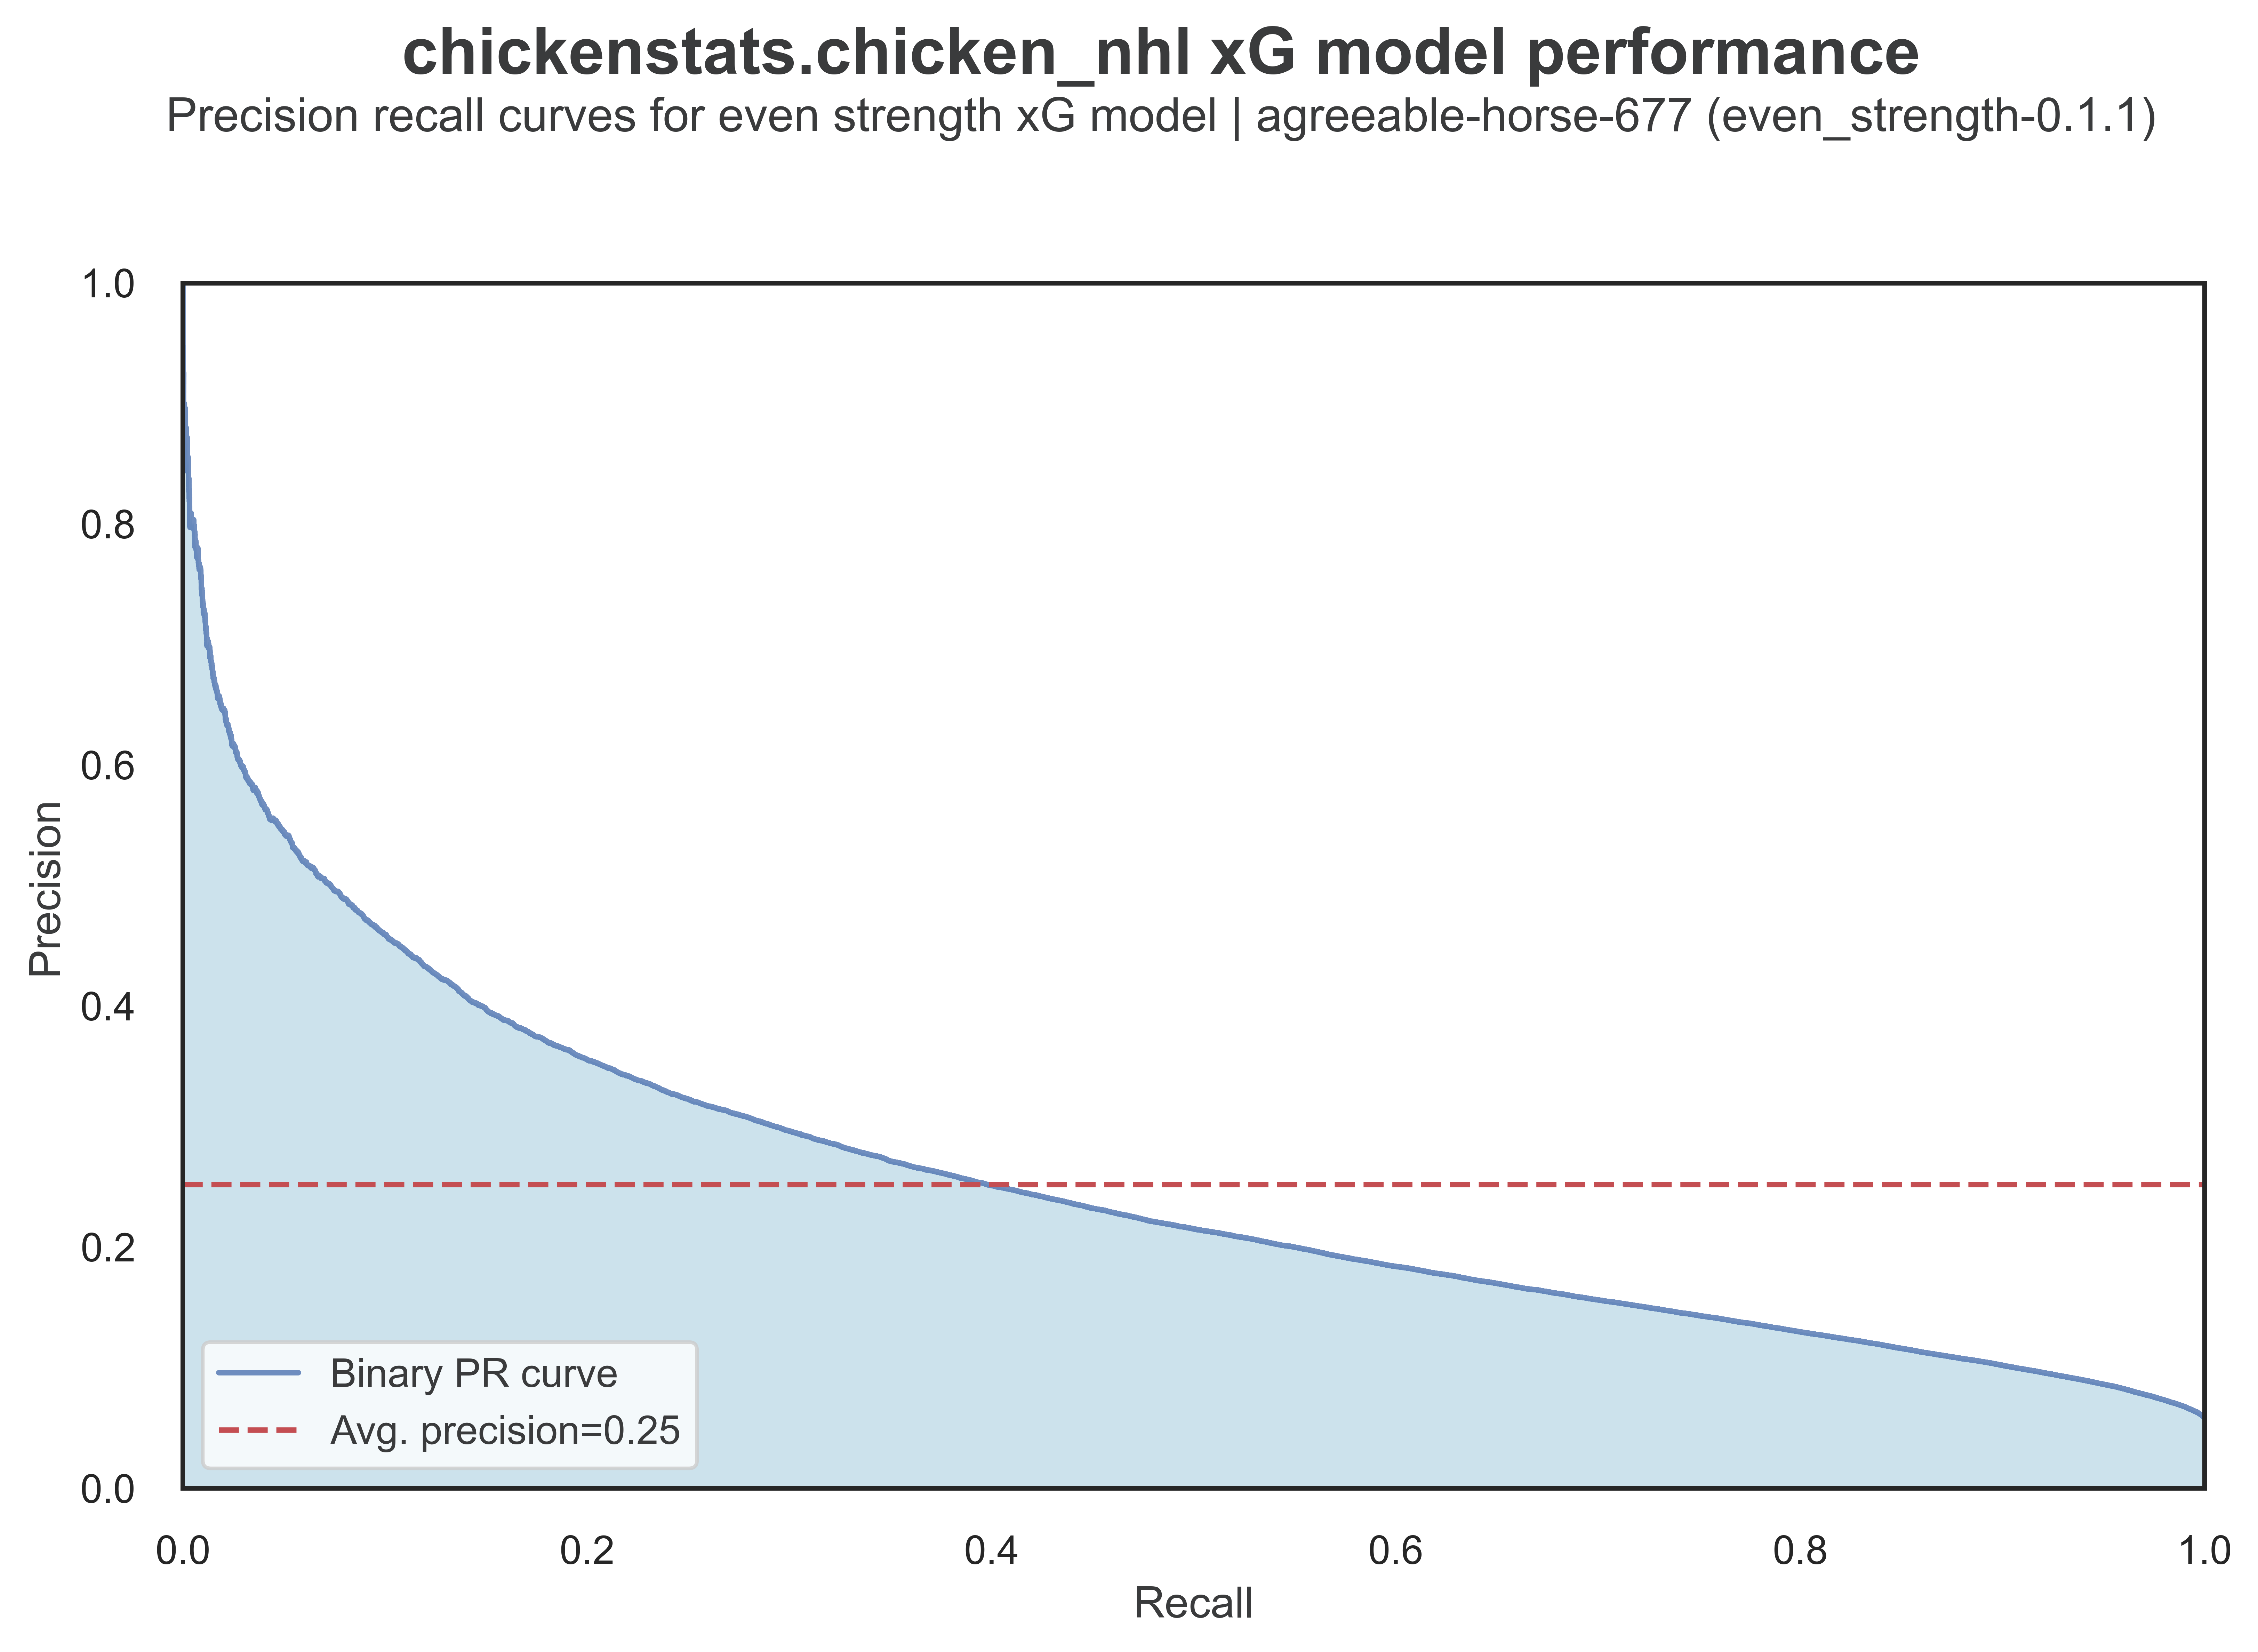 chickenstats.chicken_nhl xG model performance
Precision recall curves for even strength xG model | agreeable-horse-677 (even_strength-0.1.1)
1.0
0.8
0.6
0.4
0.2
0.0
Precision
Binary PR curve
Avg. precision=0.25
0.0 0.2 0.4 0.6 0.8 1.0
Recall